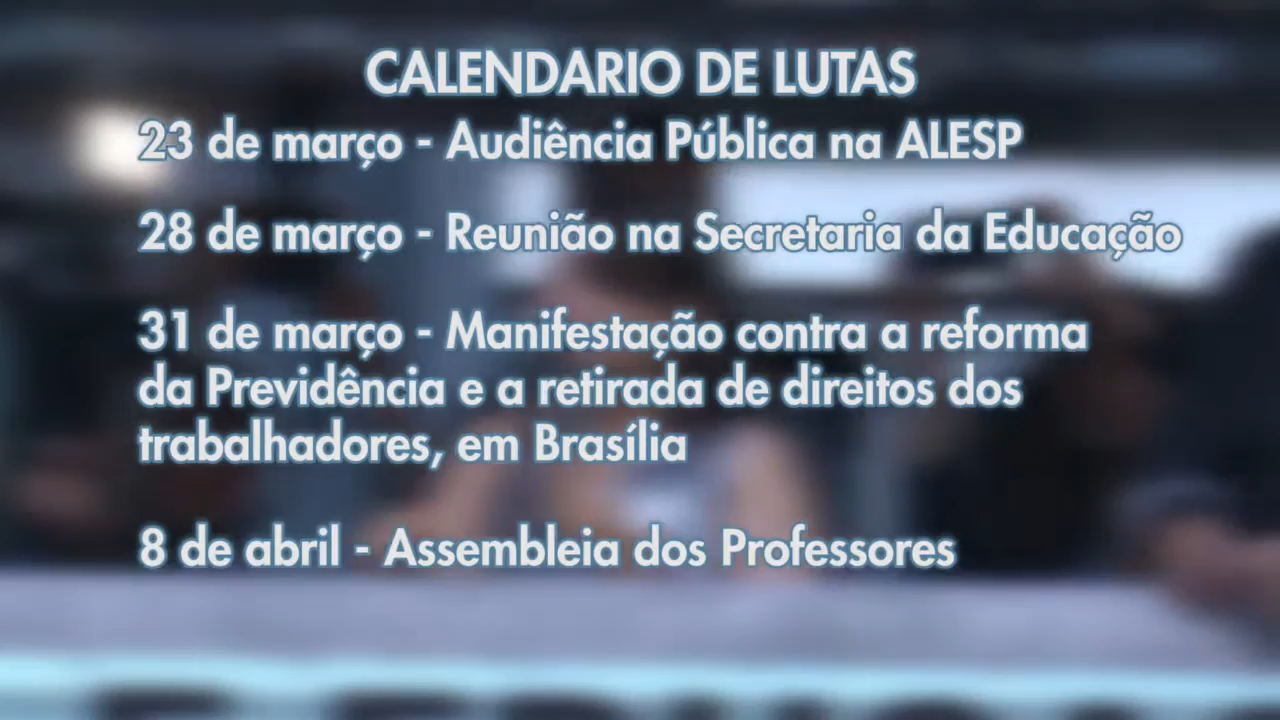 CALENDARIO DE LUTAS
23 de março - Audiência Pública na ALESP
28 de março - Reunião na Secretaria da Educação
31 de março - Manifestação contra a reforma
da Previdência e a retirada de direitos dos
trabalhadores, em Brasília
8 de abril - Assembleia dos Professores